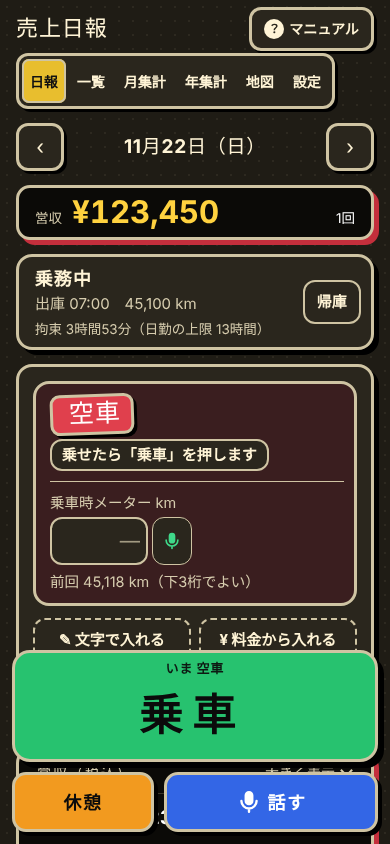 売上日報
? マニュアル
日報 一覧 月集計 年集計 地図 設定
‹ 11月22日（日） ›
営収 ¥123,450 1回
乗務中
出庫 07:00 45,100 km
帰庫
拘束 3時間53分（日勤の上限 13時間）
空車
乗せたら「乗車」を押します
乗車時メーター km
—
前回 45,118 km（下3桁でよい）
✎ 文字で入れる ¥ 料金から入れる
いま 空車
乗車
休憩 話す